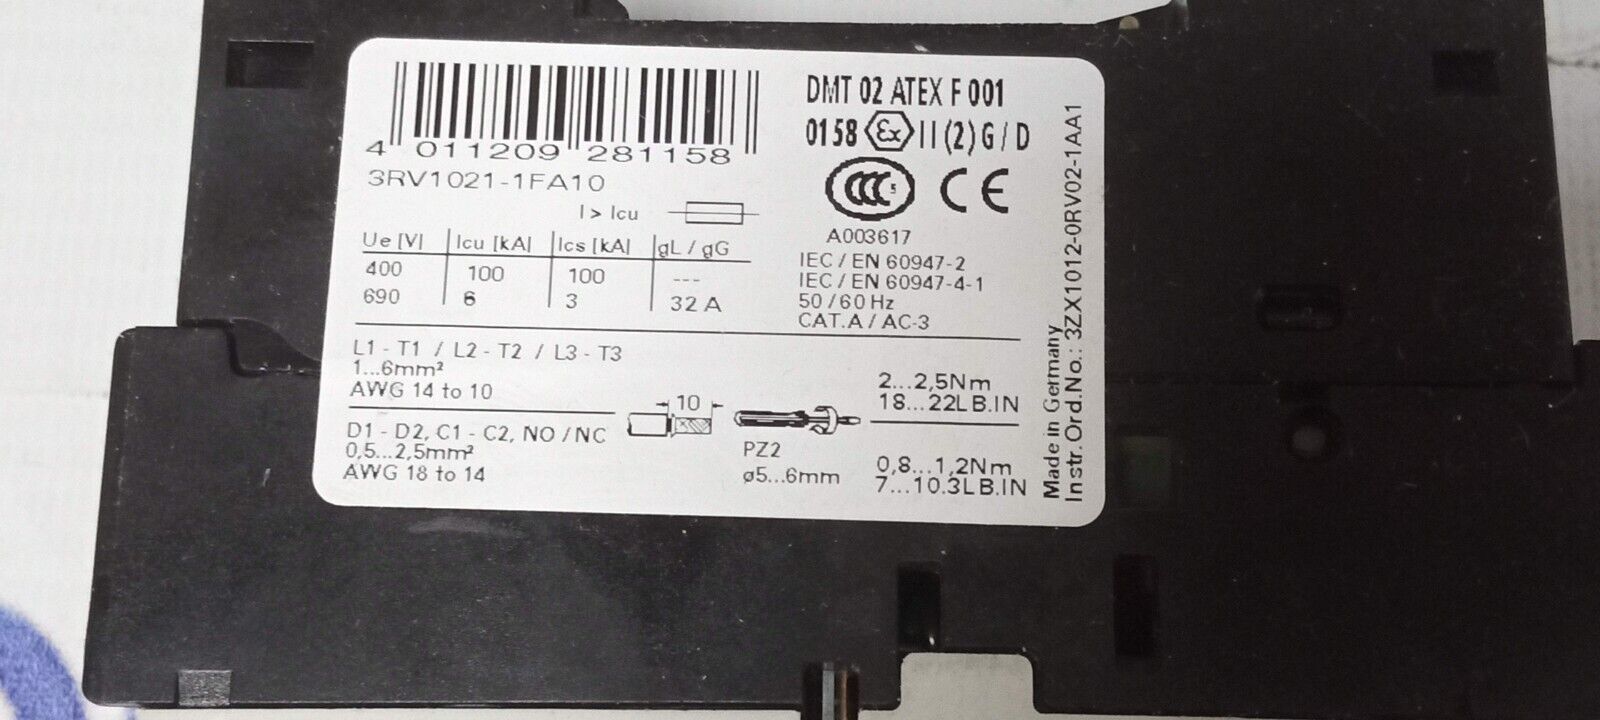 4 011209 281158
3RV1021-1FA10
I > Icu
Ue [V] Icu [kA] Ics [kA] gL / gG
400 100 100 ---
690 6 3 32 A
DMT 02 ATEX F 001
0158 Ex II (2) G / D
CCC S
CE
A003617
IEC / EN 60947-2
IEC / EN 60947-4-1
50 / 60 Hz
CAT. A / AC-3
L1 - T1 / L2 - T2 / L3 - T3
1...6mm²
AWG 14 to 10
D1 - D2, C1 - C2, NO / NC
0,5...2,5mm²
AWG 18 to 14
10
PZ2
ø5...6mm
2...2,5Nm
18...22LB.IN
0,8...1,2Nm
7...10.3LB.IN
Made in Germany
Instr. Ord.No.: 3ZX1012-0RV02-1AA1